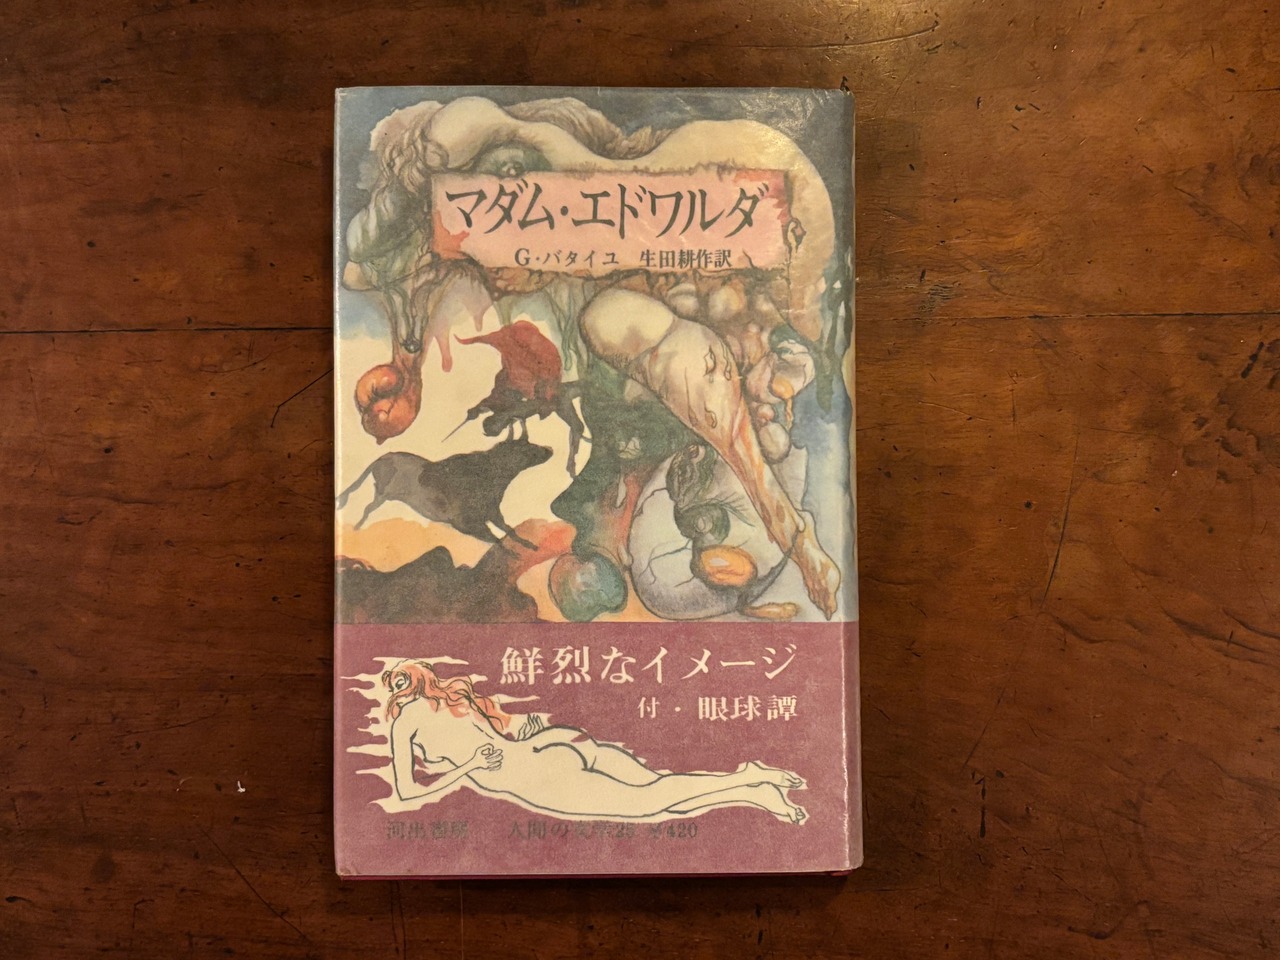 マダム・エドワルダ
G・バタイユ 生田耕作訳
鮮烈なイメージ
付・眼球譚
河出書房 人間の文学25 ¥420